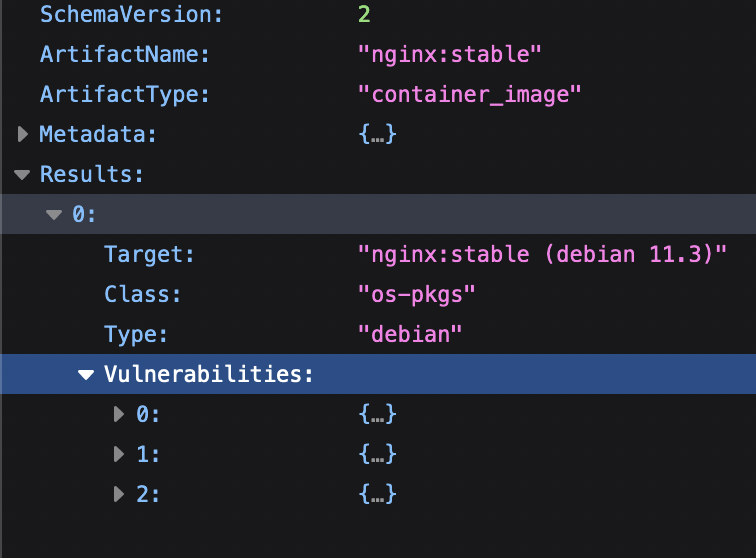 SchemaVersion: 2
ArtifactName: "nginx:stable"
ArtifactType: "container_image"
Metadata: {…}
Results:
0:
Target: "nginx:stable (debian 11.3)"
Class: "os-pkgs"
Type: "debian"
Vulnerabilities:
0: {…}
1: {…}
2: {…}